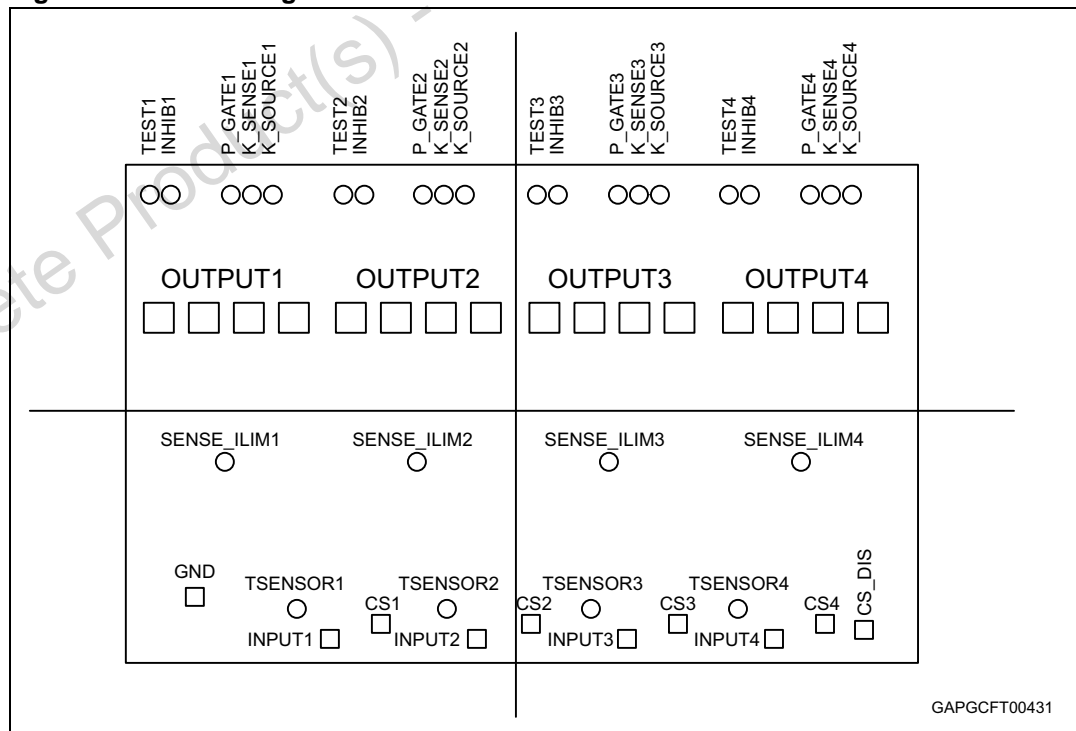 TEST1
INHIB1
P_GATE1
K_SENSE1
K_SOURCE1
TEST2
INHIB2
P_GATE2
K_SENSE2
K_SOURCE2
TEST3
INHIB3
P_GATE3
K_SENSE3
K_SOURCE3
TEST4
INHIB4
P_GATE4
K_SENSE4
K_SOURCE4
Product(s) -
OUTPUT1 OUTPUT2 OUTPUT3 OUTPUT4
SENSE_ILIM1 SENSE_ILIM2 SENSE_ILIM3 SENSE_ILIM4
GND
TSENSOR1 TSENSOR2 TSENSOR3 TSENSOR4
CS_DIS
CS1 CS2 CS3 CS4
INPUT1 INPUT2 INPUT3 INPUT4
GAPGCFT00431